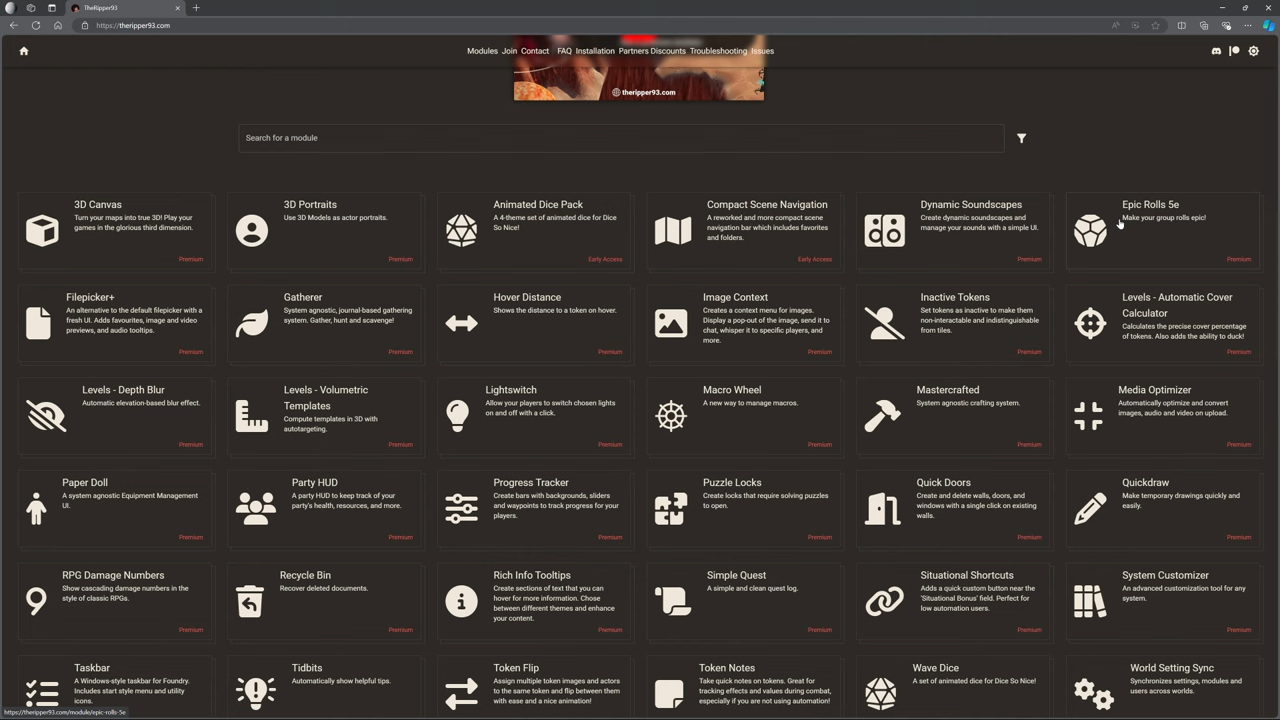 TheRipper93
https://theripper93.com
Modules Join Contact FAQ Installation Partners Discounts Troubleshooting Issues
theripper93.com
Search for a module
3D Canvas
Turn your maps into true 3D! Play your
games in the glorious third dimension.
Premium
3D Portraits
Use 3D Models as actor portraits.
Premium
Animated Dice Pack
A 4-theme set of animated dice for Dice
So Nice!
Early Access
Compact Scene Navigation
A reworked and more compact scene
navigation bar which includes favorites
and folders.
Early Access
Dynamic Soundscapes
Create dynamic soundscapes and
manage your sounds with a simple UI.
Premium
Epic Rolls 5e
Make your group rolls epic!
Premium
Filepicker+
An alternative to the default filepicker with a
fresh UI. Adds favourites, image and video
previews, and audio tooltips.
Premium
Gatherer
System agnostic, journal-based gathering
system. Gather, hunt and scavenge!
Premium
Hover Distance
Shows the distance to a token on hover.
Premium
Image Context
Creates a context menu for images.
Display a pop-out of the image, send it to
chat, whisper it to specific players, and
more.
Premium
Inactive Tokens
Set tokens as inactive to make them
non-interactable and indistinguishable
from tiles.
Premium
Levels - Automatic Cover
Calculator
Calculates the precise cover percentage
of tokens. Also adds the ability to duck!
Premium
Levels - Depth Blur
Automatic elevation-based blur effect.
Premium
Levels - Volumetric
Templates
Compute templates in 3D with
autotargeting.
Premium
Lightswitch
Allow your players to switch chosen lights
on and off with a click.
Premium
Macro Wheel
A new way to manage macros.
Premium
Mastercrafted
System agnostic crafting system.
Premium
Media Optimizer
Automatically optimize and convert
images, audio and video on upload.
Premium
Paper Doll
A system agnostic Equipment Management
UI.
Premium
Party HUD
A party HUD to keep track of your
party's health, resources, and more.
Premium
Progress Tracker
Create bars with backgrounds, sliders
and waypoints to track progress for your
players.
Premium
Puzzle Locks
Create locks that require solving puzzles
to open.
Premium
Quick Doors
Create and delete walls, doors, and
windows with a single click on existing
walls.
Premium
Quickdraw
Make temporary drawings quickly and
easily.
Premium
RPG Damage Numbers
Show cascading damage numbers in the
style of classic RPGs.
Premium
Recycle Bin
Recover deleted documents.
Premium
Rich Info Tooltips
Create sections of text that you can
hover for more information. Chose
between different themes and enhance
your content.
Premium
Simple Quest
A simple and clean quest log.
Premium
Situational Shortcuts
Adds a quick custom button near the
'Situational Bonus' field. Perfect for
low automation users.
Premium
System Customizer
An advanced customization tool for any
system.
Premium
Taskbar
A Windows-style taskbar for Foundry.
Includes start style menu and utility
icons.
Tidbits
Automatically show helpful tips.
Token Flip
Assign multiple token images and actors
to the same token and flip between them
with ease and a nice animation!
Token Notes
Take quick notes on tokens. Great for
tracking effects and values during combat,
especially if you are not using automation!
Wave Dice
A set of animated dice for Dice So Nice!
World Setting Sync
Synchronizes settings, modules and
users across worlds.
https://theripper93.com/module/epic-rolls-5e